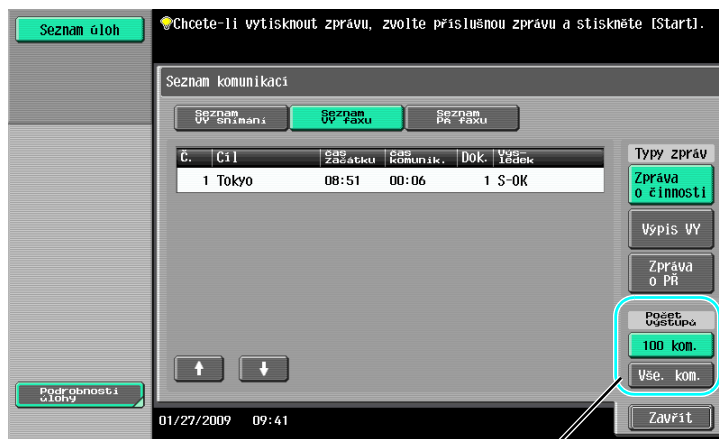 Seznam úloh
Chcete-li vytisknout zprávu, zvolte příslušnou zprávu a stiskněte [Start].
Seznam komunikací
Seznam VY snímání
Seznam VY faxu
Seznam PŘ faxu
Č. Cíl čas začátku čas komunik. Dok. Výs-ledek
1 Tokyo 08:51 00:06 1 S-OK
Typy zpráv
Zpráva
o činnosti
Výpis VY
Zpráva
o PŘ
Počet
výstupů
100 kom.
Vše. kom.
Podrobnosti
úlohy
01/27/2009 09:41
Zavřít